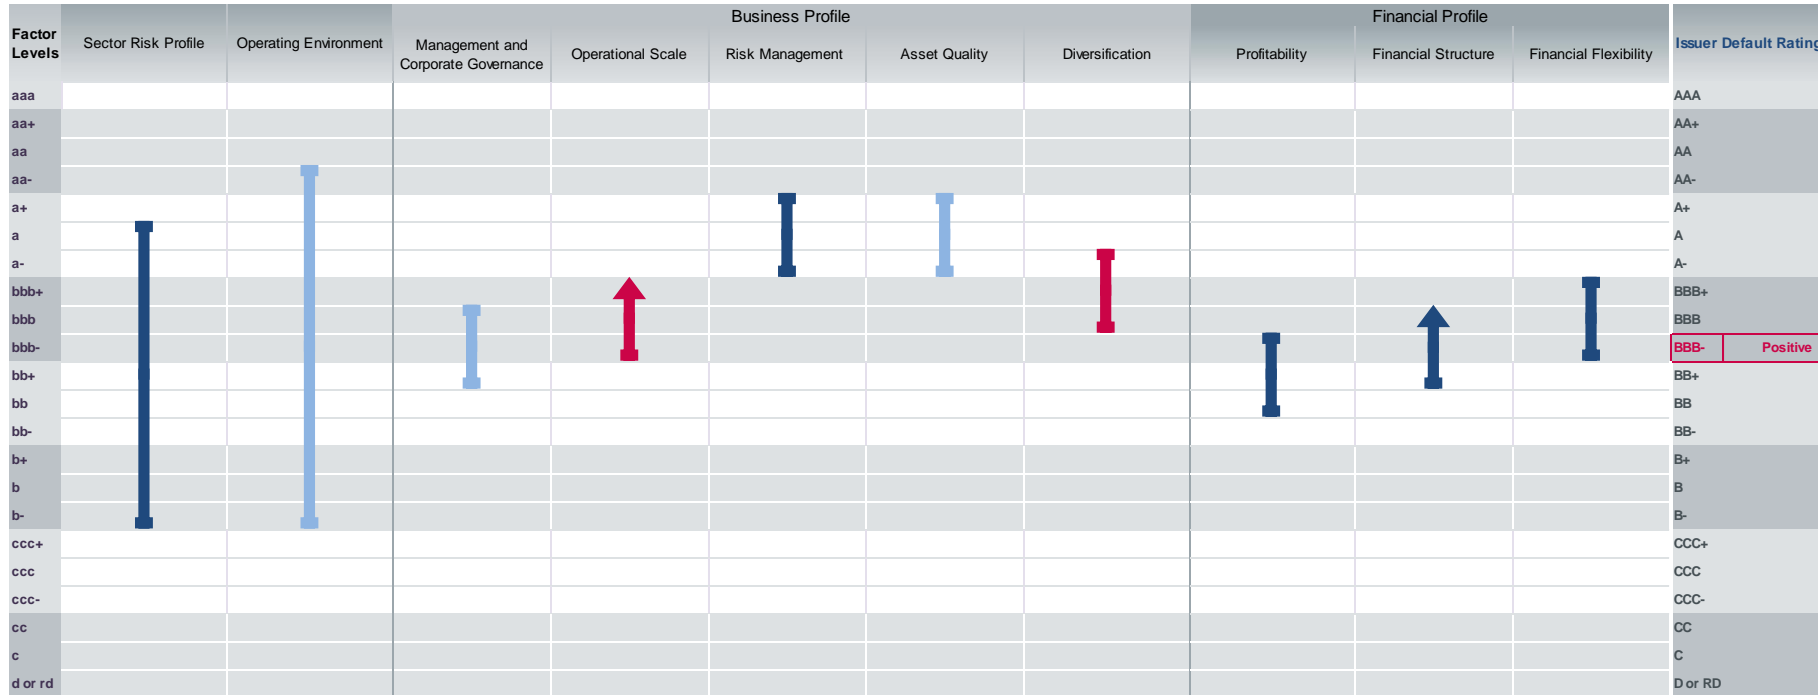 Business Profile
Financial Profile
Factor Levels
Sector Risk Profile
Operating Environment
Management and Corporate Governance
Operational Scale
Risk Management
Asset Quality
Diversification
Profitability
Financial Structure
Financial Flexibility
Issuer Default Rating
aaa AAA
aa+ AA+
aa AA
aa- AA-
a+ A+
a A
a- A-
bbb+ BBB+
bbb BBB
bbb- BBB- Positive
bb+ BB+
bb BB
bb- BB-
b+ B+
b B
b- B-
ccc+ CCC+
ccc CCC
ccc- CCC-
cc CC
c C
d or rd D or RD